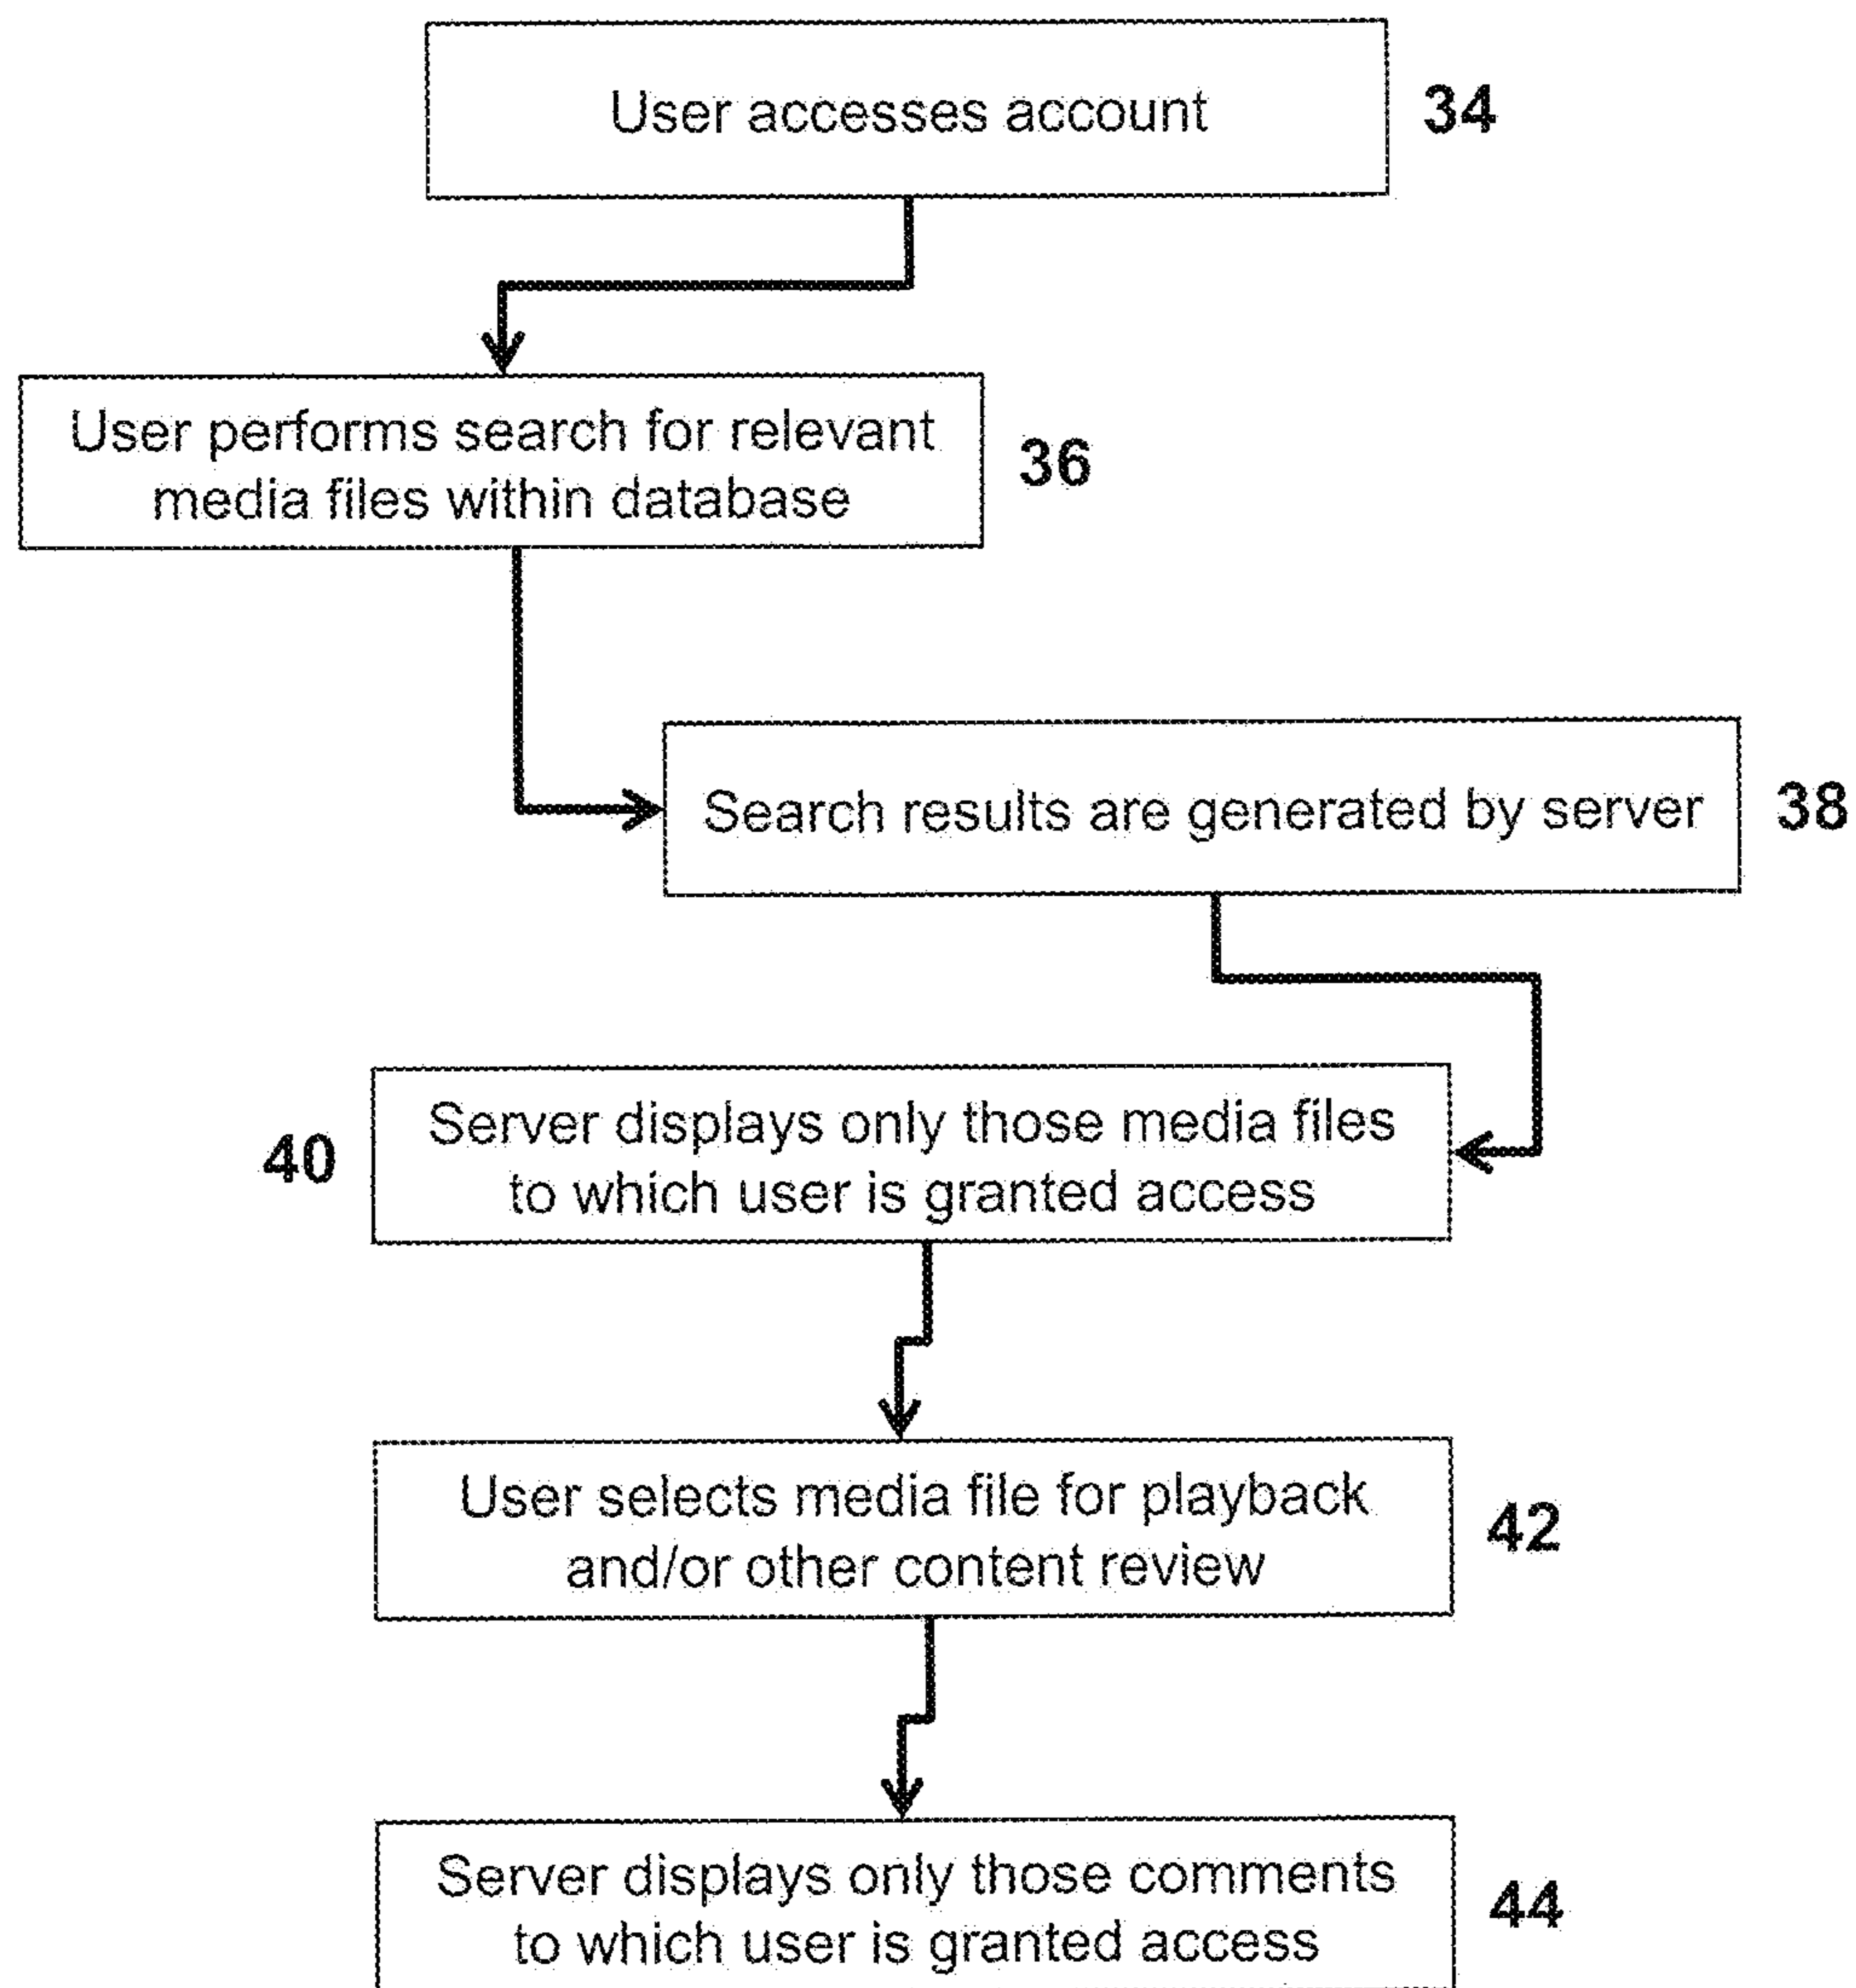 User accesses account
34
User performs search for relevant
media files within database
36
Search results are generated by server
38
40
Server displays only those media files
to which user is granted access
User selects media file for playback
and/or other content review
42
Server displays only those comments
to which user is granted access
44